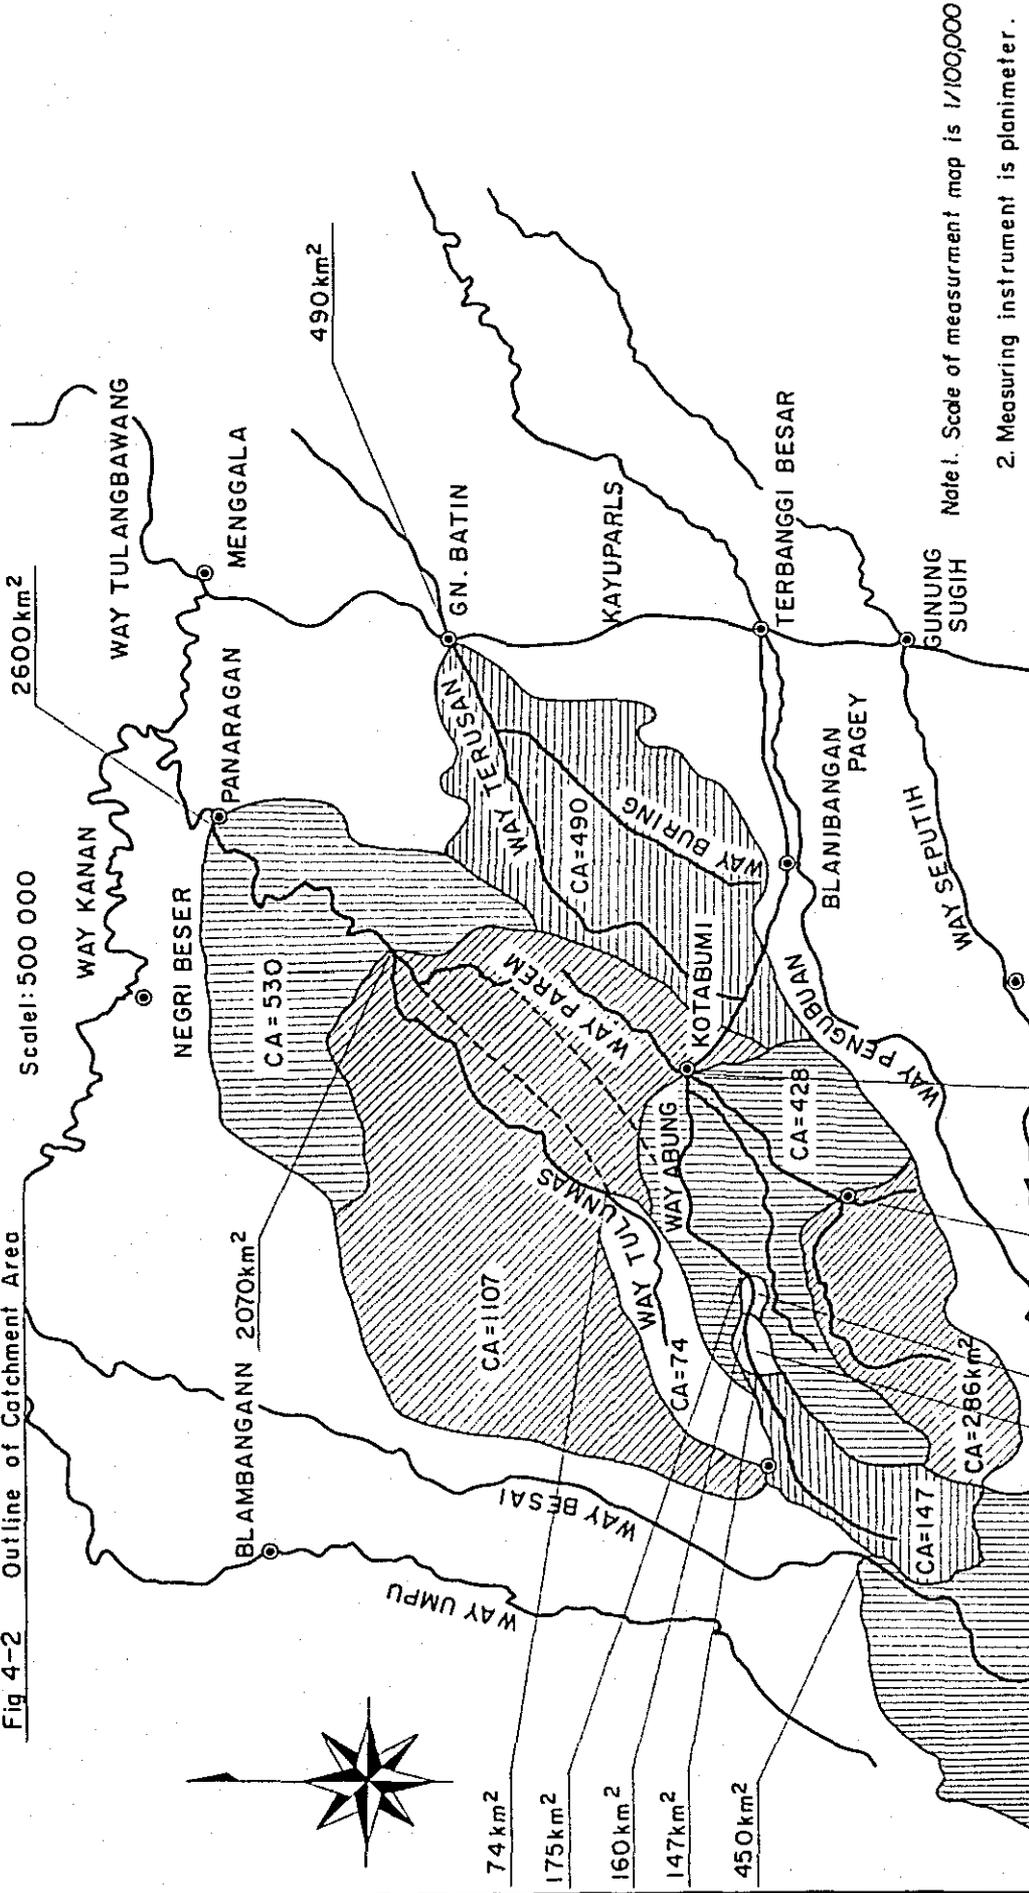 Fig 4-2 Outline of Catchment Area
Scale1:500 000
2600km²
WAY KANAN
WAY TULANGBAWANG
NEGRI BESER
PANARAGAN
MENGGALA
BLAMBANGANN
2070km²
CA=530
490km²
WAY UMPU
WAY BESAI
CA=1107
WAY TULUNMAS
WAY PAREM
WAY TERUSAN
GN. BATIN
CA=490
WAY BURING
KAYUPARLS
74km²
175km²
160km²
147km²
450km²
CA=74
WAY ABUNG
KOTABUMI
CA=428
WAY PENGUBUAN
BLANIBANGAN
PAGEY
TERBANGGI BESAR
CA=147
CA=286km²
WAY SEPUTIH
GUNUNG
SUGIH
Note1. Scale of measurment map is 1/100,000
2. Measuring instrument is planimeter.